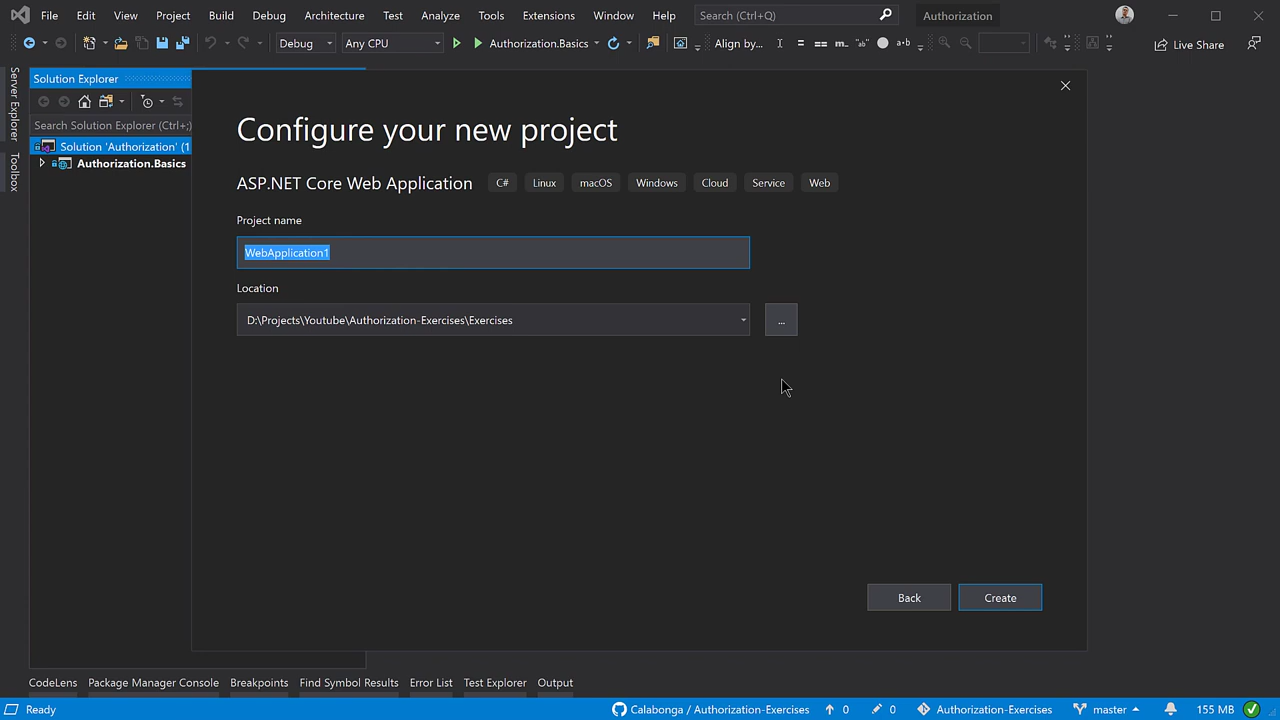 File Edit View Project Build Debug Architecture Test Analyze Tools Extensions Window Help Search (Ctrl+Q) Authorization
Debug Any CPU Authorization.Basics Align by... Live Share
Server Explorer
Toolbox
Solution Explorer
Search Solution Explorer (Ctrl+;)
Solution 'Authorization' (1
Authorization.Basics
Configure your new project
ASP.NET Core Web Application C# Linux macOS Windows Cloud Service Web
Project name
WebApplication1
Location
D:\Projects\Youtube\Authorization-Exercises\Exercises
...
Back Create
CodeLens Package Manager Console Breakpoints Find Symbol Results Error List Test Explorer Output
Ready Calabonga / Authorization-Exercises 0 0 Authorization-Exercises master 155 MB